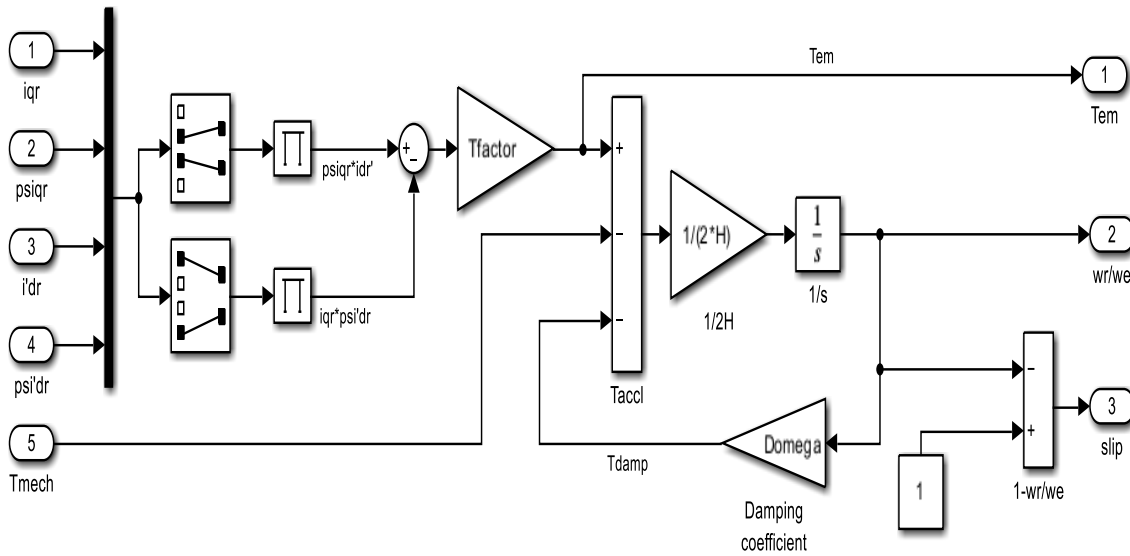 1
iqr
2
psiqr
3
i'dr
4
psi'dr
5
Tmech
psiqr*idr'
iqr*psi'dr
+
−
Tfactor
Tem
+
−
−
Taccl
1/(2*H)
1/2H
1
s
1/s
Domega
Tdamp
Damping
coefficient
1
−
+
1-wr/we
1
Tem
2
wr/we
3
slip